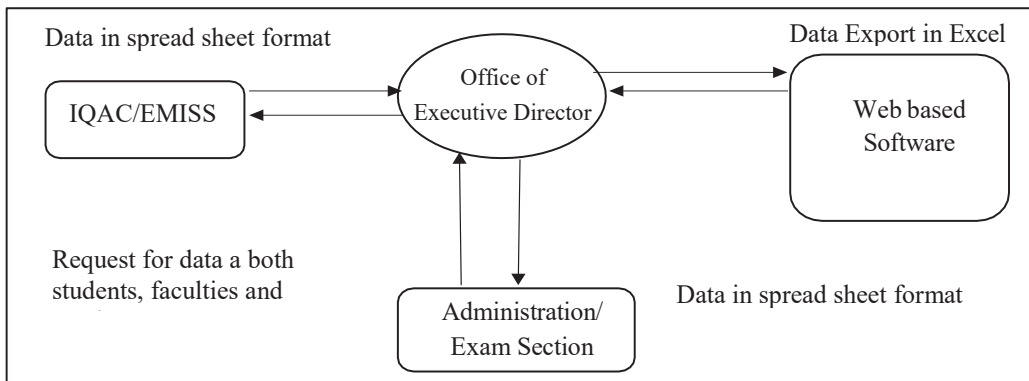 Data in spread sheet format
Data Export in Excel
Office of
Executive Director
IQAC/EMISS
Web based
Software
Request for data a both
students, faculties and
Data in spread sheet format
Administration/
Exam Section